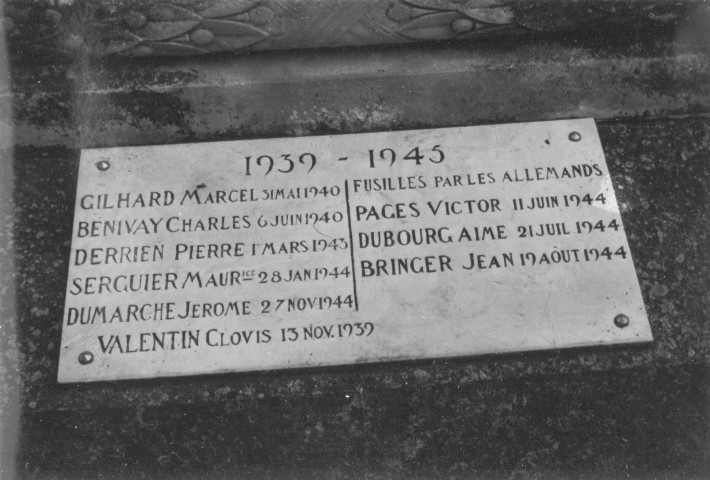 1939 - 1945
GILHARD MARCEL 31 MAI 1940
BENIVAY CHARLES 6 JUIN 1940
DERRIEN PIERRE 1 MARS 1943
SERGUIER MAURICE 28 JAN 1944
DUMARCHE JEROME 27 NOV 1944
VALENTIN CLOVIS 13 NOV. 1939
FUSILLES PAR LES ALLEMANDS
PAGES VICTOR 11 JUIN 1944
DUBOURG AIME 21 JUIL 1944
BRINGER JEAN 19 AOUT 1944